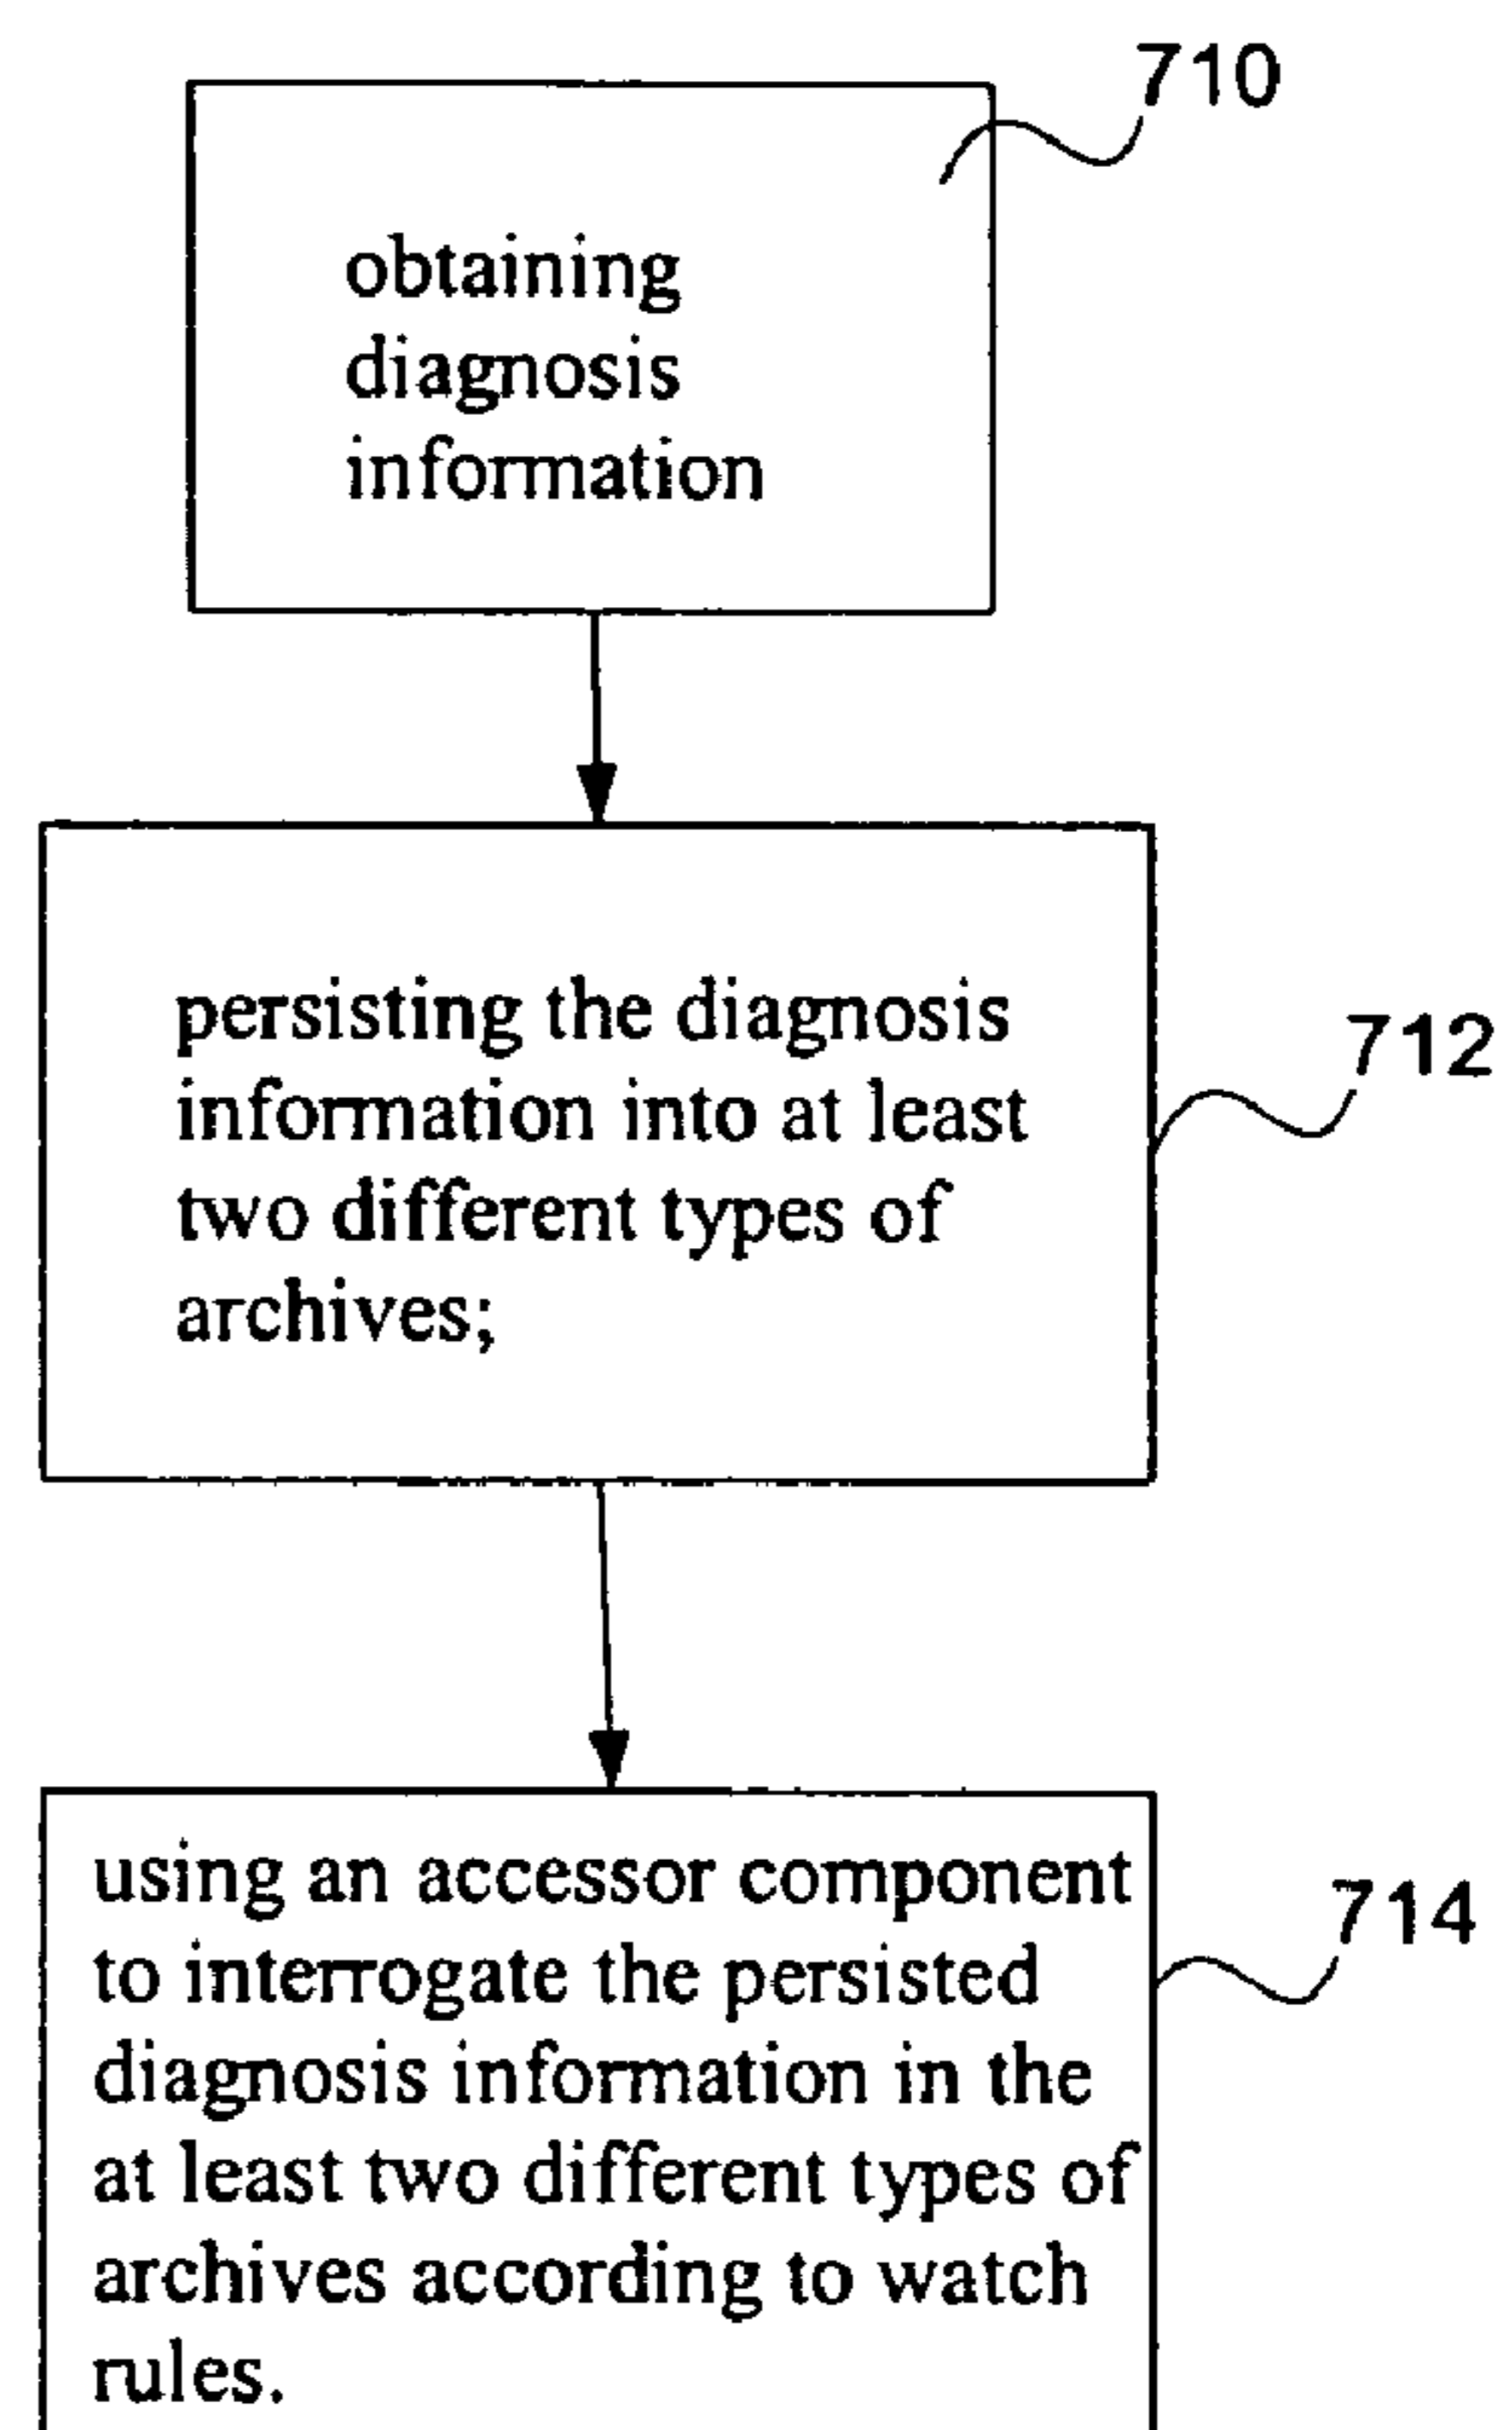 710
obtaining
diagnosis
information
persisting the diagnosis
information into at least
two different types of
archives;
712
using an accessor component
to interrogate the persisted
diagnosis information in the
at least two different types of
archives according to watch
rules.
714